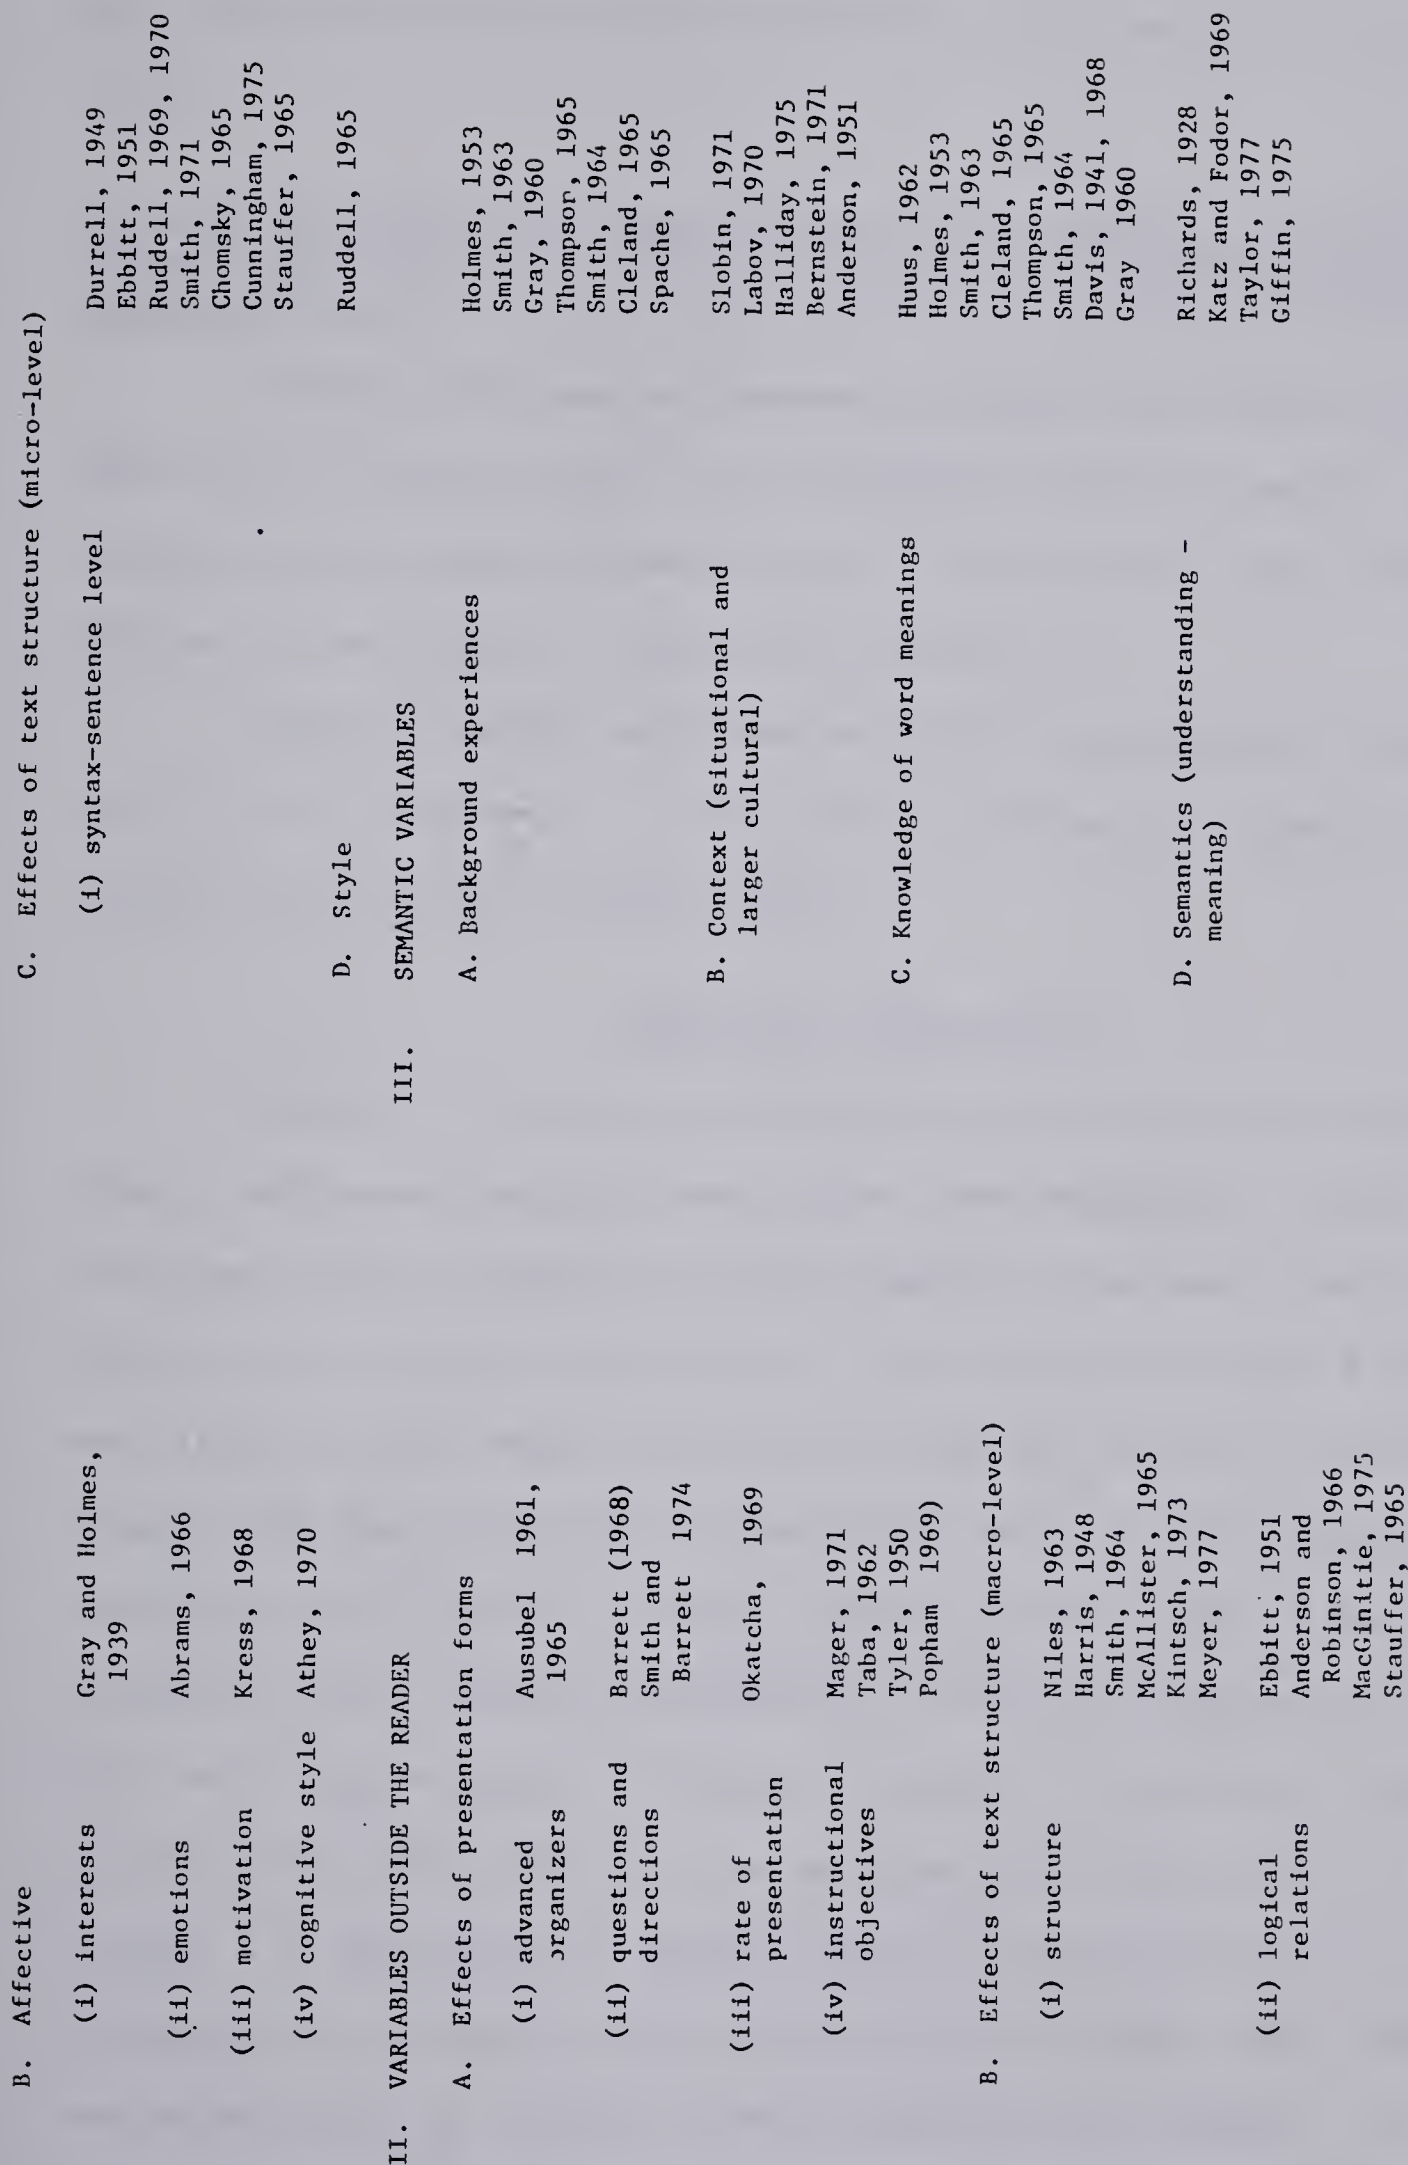 B. Affective
(i) interests Gray and Holmes,
1939
(ii) emotions Abrams, 1966
(iii) motivation Kress, 1968
(iv) cognitive style Athey, 1970
II. VARIABLES OUTSIDE THE READER
A. Effects of presentation forms
(i) advanced Ausubel 1961,
organizers 1965
(ii) questions and Barrett (1968)
directions Smith and
Barrett 1974
(iii) rate of Okatcha, 1969
presentation
(iv) instructional Mager, 1971
objectives Taba, 1962
Tyler, 1950
Popham 1969)
B. Effects of text structure (macro-level)
(i) structure Niles, 1963
Harris, 1948
Smith, 1964
McAllister, 1965
Kintsch, 1973
Meyer, 1977
(ii) logical Ebbitt, 1951
relations Anderson and
Robinson, 1966
MacGinitie, 1975
Stauffer, 1965
C. Effects of text structure (micro-level)
(i) syntax-sentence level Durrell, 1949
Ebbitt, 1951
Ruddell, 1969, 1970
Smith, 1971
Chomsky, 1965
Cunningham, 1975
Stauffer, 1965
D. Style Ruddell, 1965
III. SEMANTIC VARIABLES
A. Background experiences Holmes, 1953
Smith, 1963
Gray, 1960
Thompson, 1965
Smith, 1964
Cleland, 1965
Spache, 1965
B. Context (situational and Slobin, 1971
larger cultural) Labov, 1970
Halliday, 1975
Bernstein, 1971
Anderson, 1951
C. Knowledge of word meanings Huus, 1962
Holmes, 1953
Smith, 1963
Cleland, 1965
Thompson, 1965
Smith, 1964
Davis, 1941, 1968
Gray 1960
D. Semantics (understanding - Richards, 1928
meaning) Katz and Fodor, 1969
Taylor, 1977
Giffin, 1975